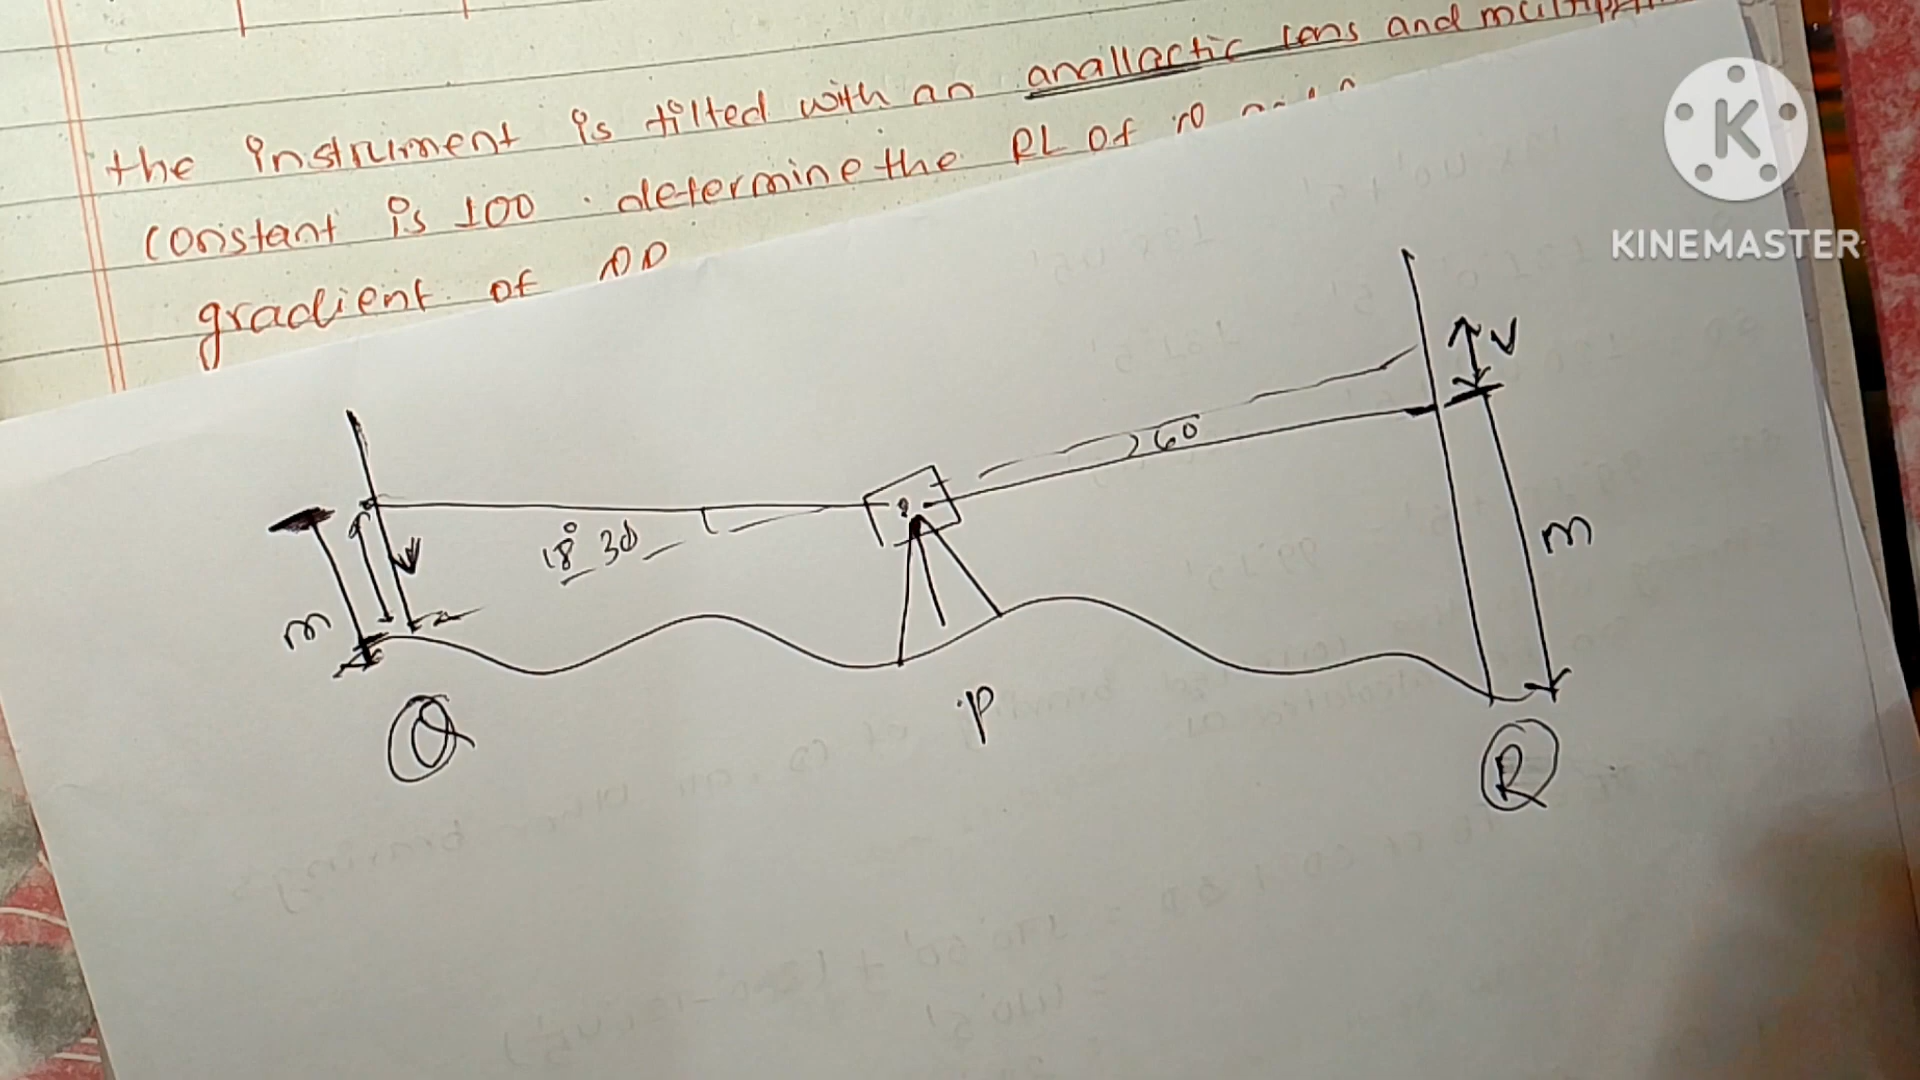 the instrument is tilted with an anallactic lens and
constant is 100 . determine the RL of
gradient of
K
KINEMASTER
V
260
18° 30
m
m
Q
P
R